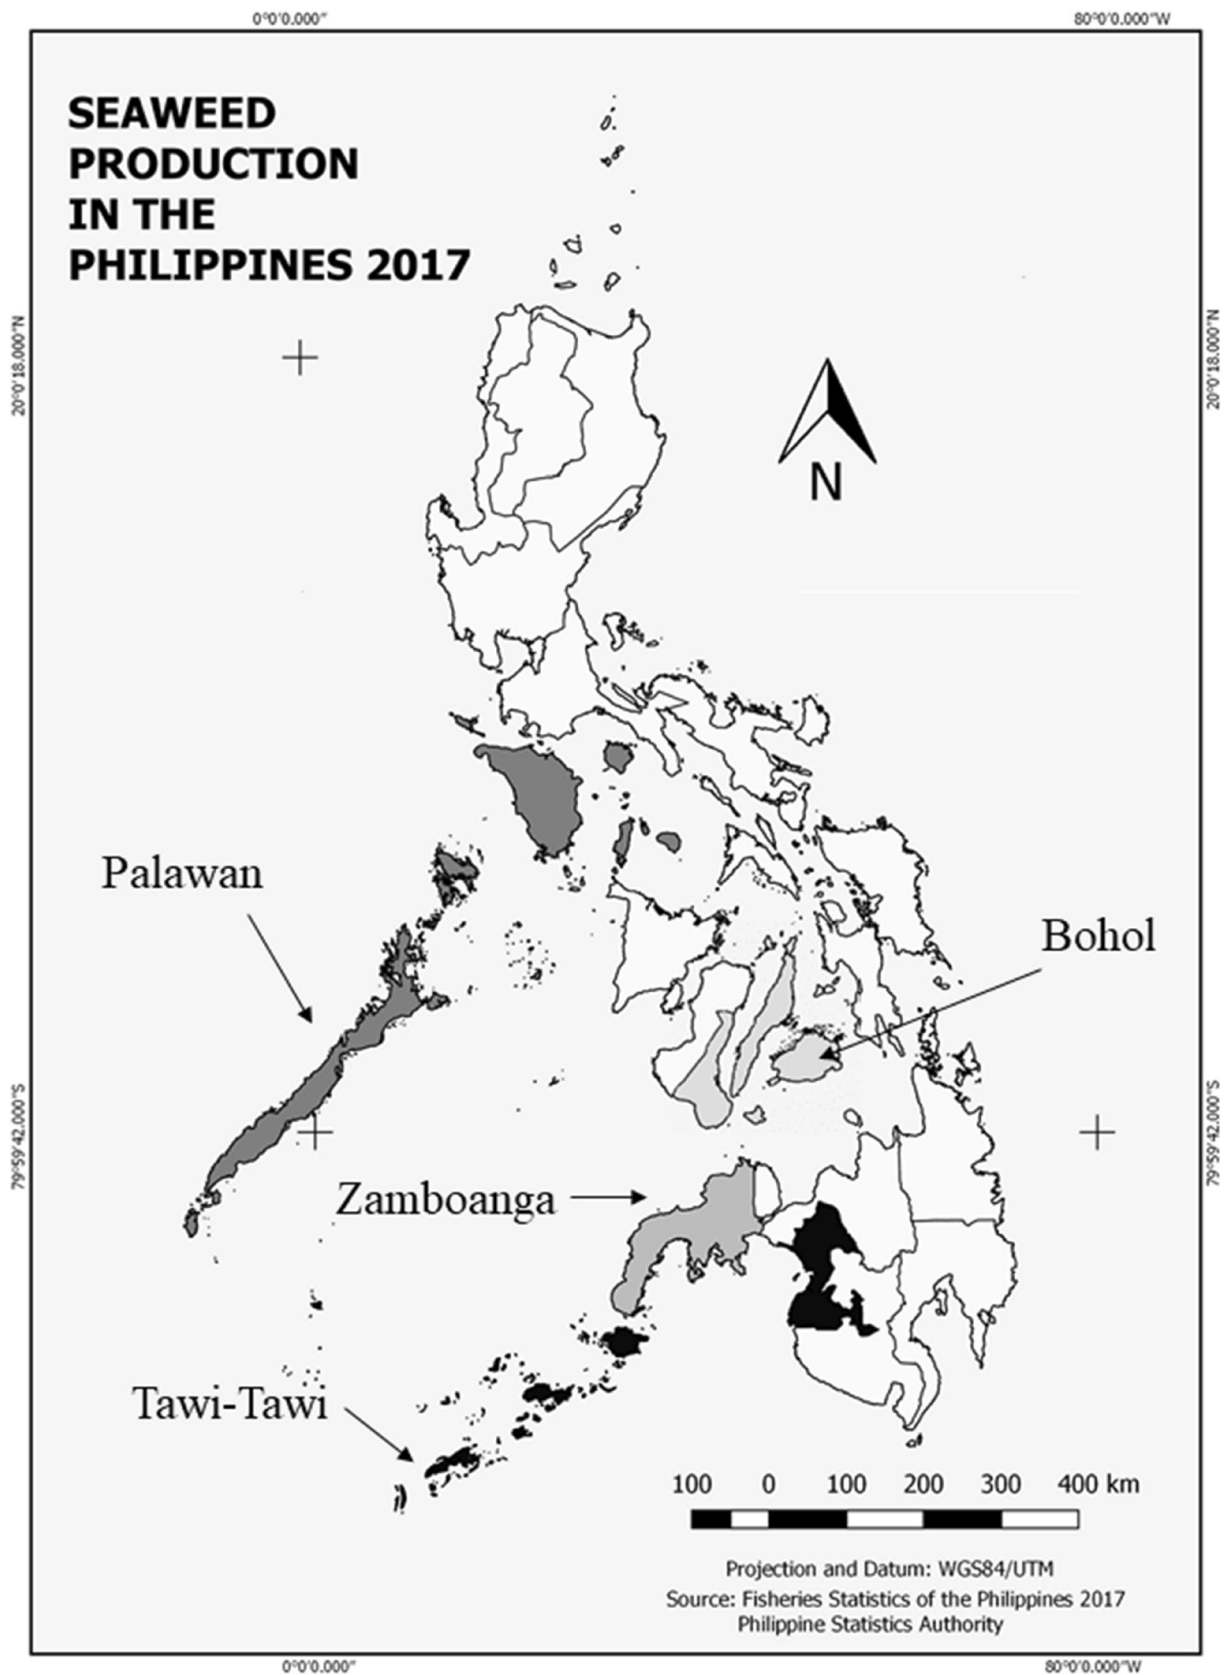 0°0'0.000" 80°0'0.000"W
SEAWEED
PRODUCTION
IN THE
PHILIPPINES 2017
20°0'18.000"N 20°0'18.000"N
N
Palawan
Bohol
79°59'42.000"S 79°59'42.000"S
Zamboanga
Tawi-Tawi
100 0 100 200 300 400 km
Projection and Datum: WGS84/UTM
Source: Fisheries Statistics of the Philippines 2017
Philippine Statistics Authority
0°0'0.000" 80°0'0.000"W